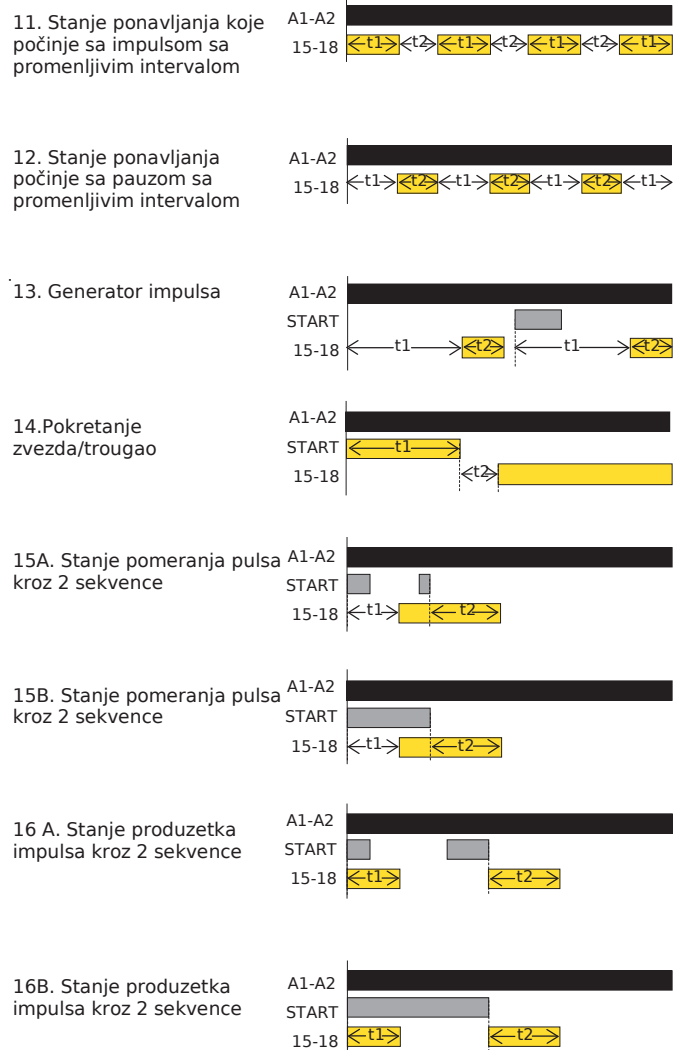 11. Stanje ponavljanja koje
počinje sa impulsom sa
promenljivim intervalom
A1-A2
15-18
t1 t2 t1 t2 t1 t2 t1
12. Stanje ponavljanja
počinje sa pauzom sa
promenljivim intervalom
A1-A2
15-18
t1 t2 t1 t2 t1 t2 t1
13. Generator impulsa
A1-A2
START
15-18
t1 t2 t1 t2
14.Pokretanje
zvezda/trougao
A1-A2
START
t1
15-18
t2
15A. Stanje pomeranja pulsa
kroz 2 sekvence
A1-A2
START
15-18
t1 t2
15B. Stanje pomeranja pulsa
kroz 2 sekvence
A1-A2
START
15-18
t1 t2
16 A. Stanje produzetka
impulsa kroz 2 sekvence
A1-A2
START
15-18
t1 t2
16B. Stanje produzetka
impulsa kroz 2 sekvence
A1-A2
START
15-18
t1 t2